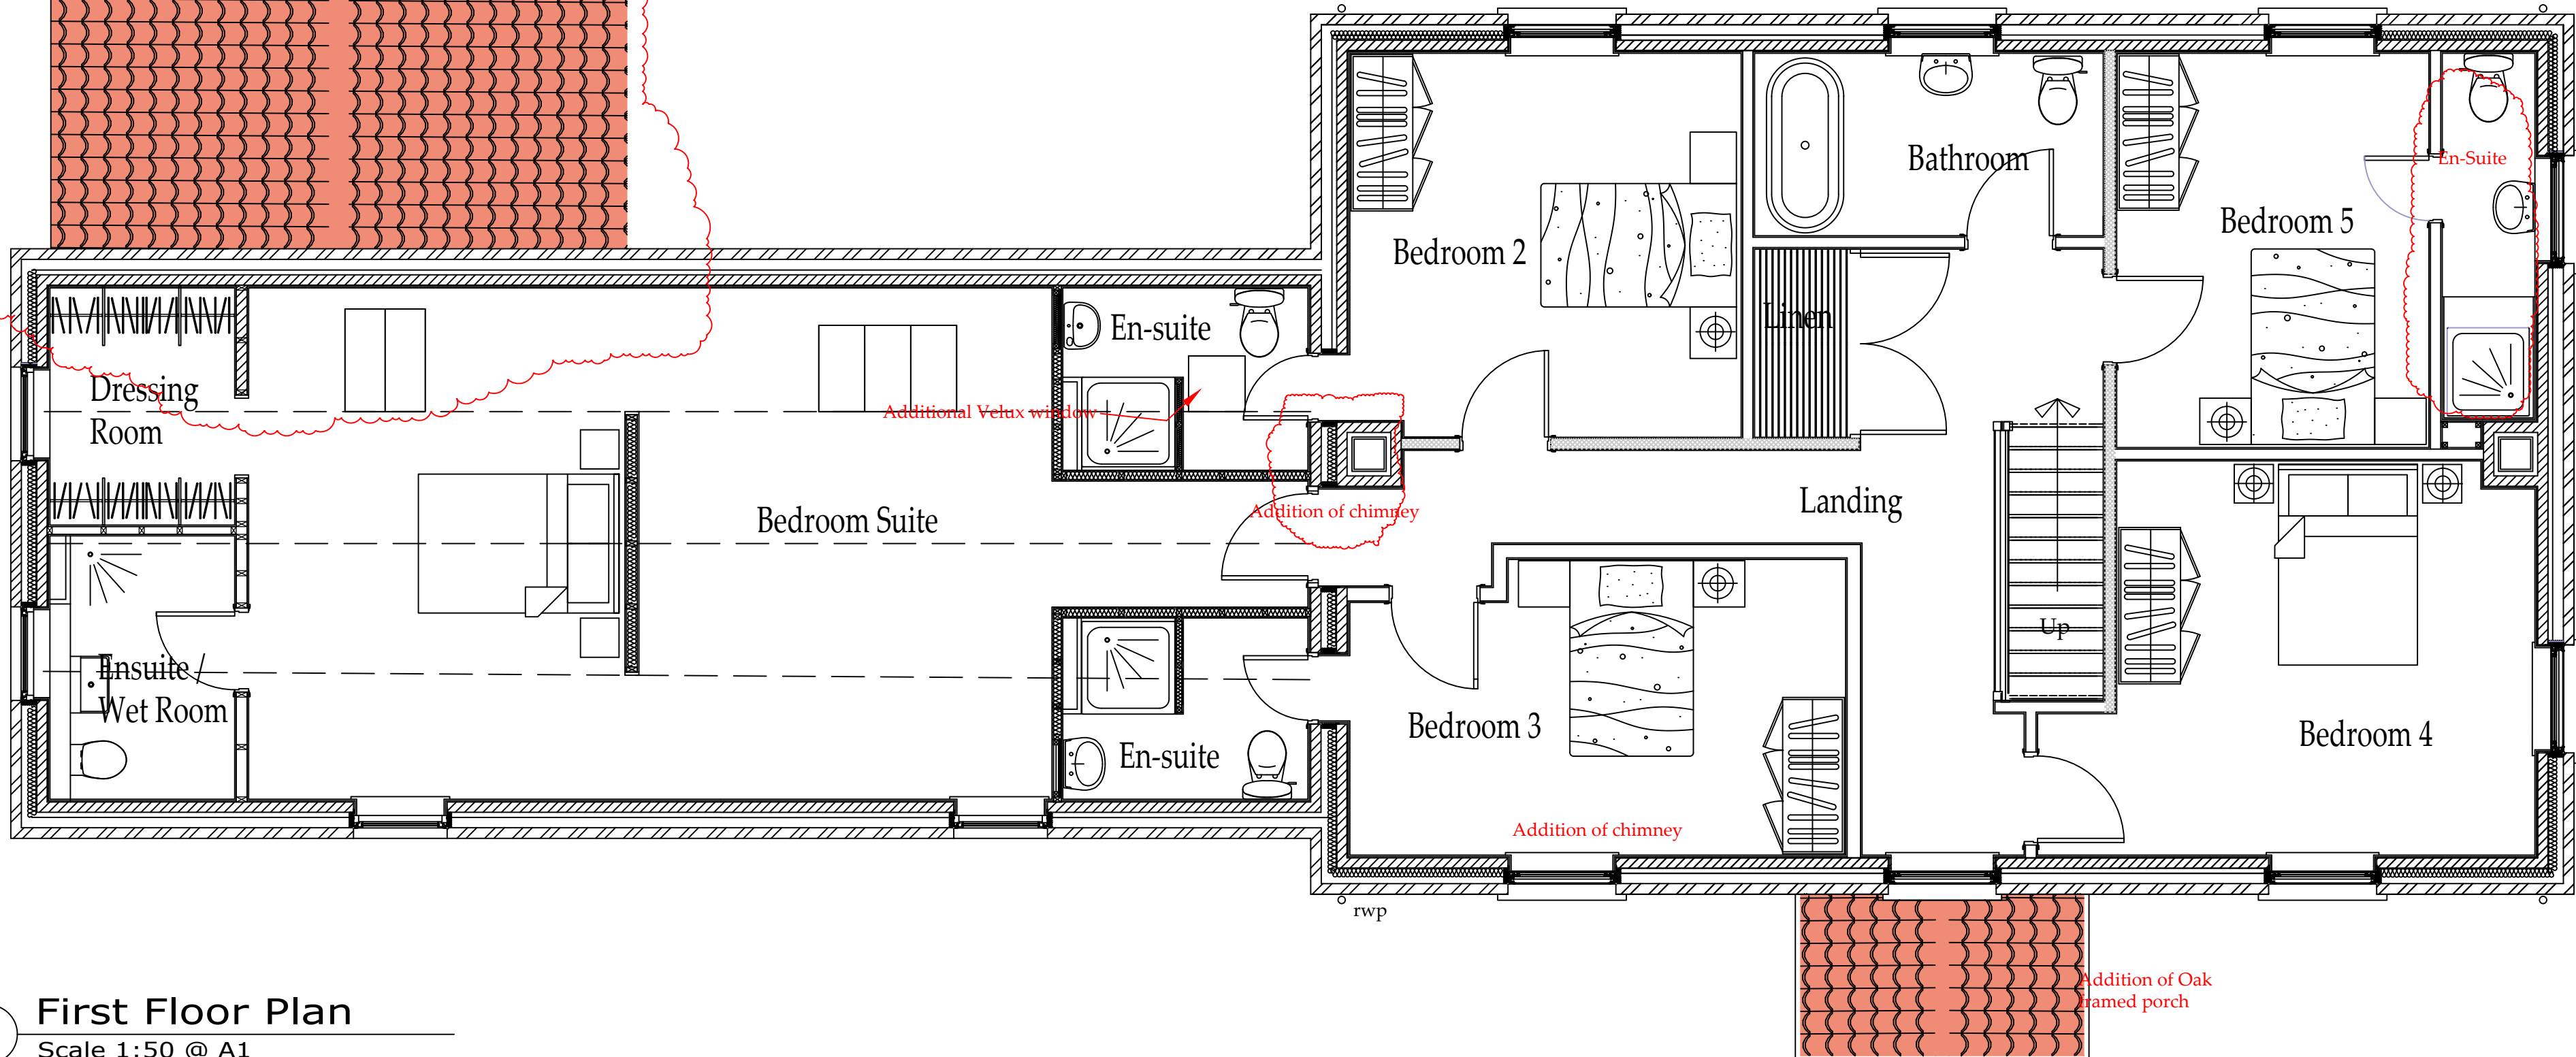 Bedroom 2
Bathroom
Bedroom 5
En-Suite
Linen
En-suite
Dressing
Room
Additional Velux window
Bedroom Suite
Addition of chimney
Landing
Up
Ensuite /
Wet Room
En-suite
Bedroom 3
Bedroom 4
Addition of chimney
rwp
Addition of Oak
framed porch
First Floor Plan
Scale 1:50 @ A1